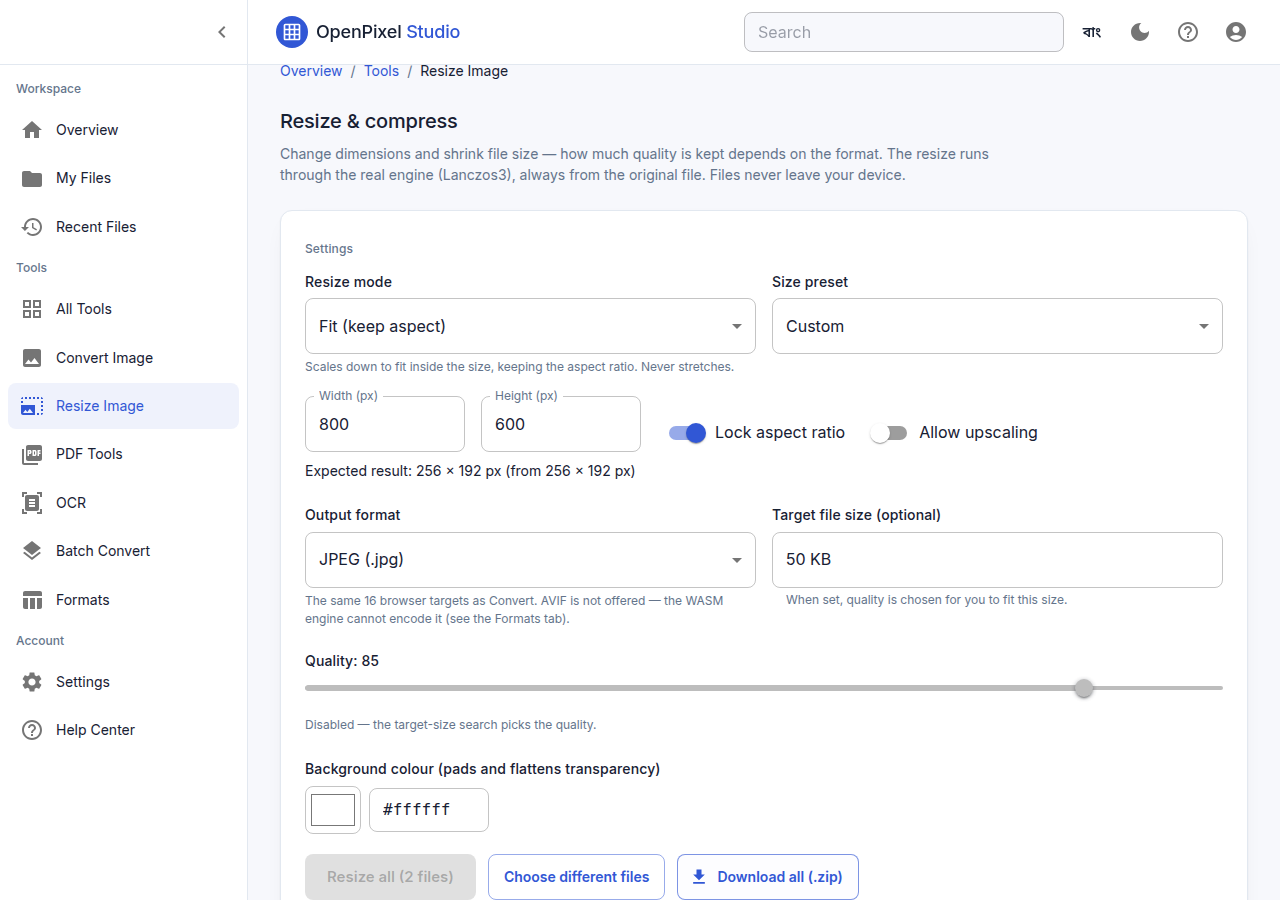 OpenPixel Studio
Search
বাং
Overview / Tools / Resize Image
Workspace
Overview
My Files
Recent Files
Tools
All Tools
Convert Image
Resize Image
PDF Tools
OCR
Batch Convert
Formats
Account
Settings
Help Center
Resize & compress
Change dimensions and shrink file size — how much quality is kept depends on the format. The resize runs
through the real engine (Lanczos3), always from the original file. Files never leave your device.
Settings
Resize mode
Fit (keep aspect)
Scales down to fit inside the size, keeping the aspect ratio. Never stretches.
Size preset
Custom
Width (px)
800
Height (px)
600
Lock aspect ratio
Allow upscaling
Expected result: 256 × 192 px (from 256 × 192 px)
Output format
JPEG (.jpg)
The same 16 browser targets as Convert. AVIF is not offered — the WASM
engine cannot encode it (see the Formats tab).
Target file size (optional)
50 KB
When set, quality is chosen for you to fit this size.
Quality: 85
Disabled — the target-size search picks the quality.
Background colour (pads and flattens transparency)
#ffffff
Resize all (2 files)
Choose different files
Download all (.zip)